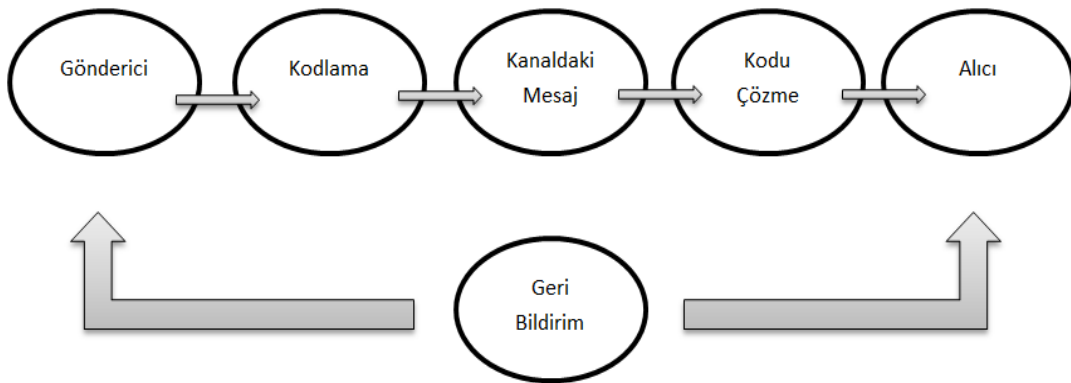 Gönderici
Kodlama
Kanaldaki
Mesaj
Kodu
Çözme
Alıcı
Geri
Bildirim